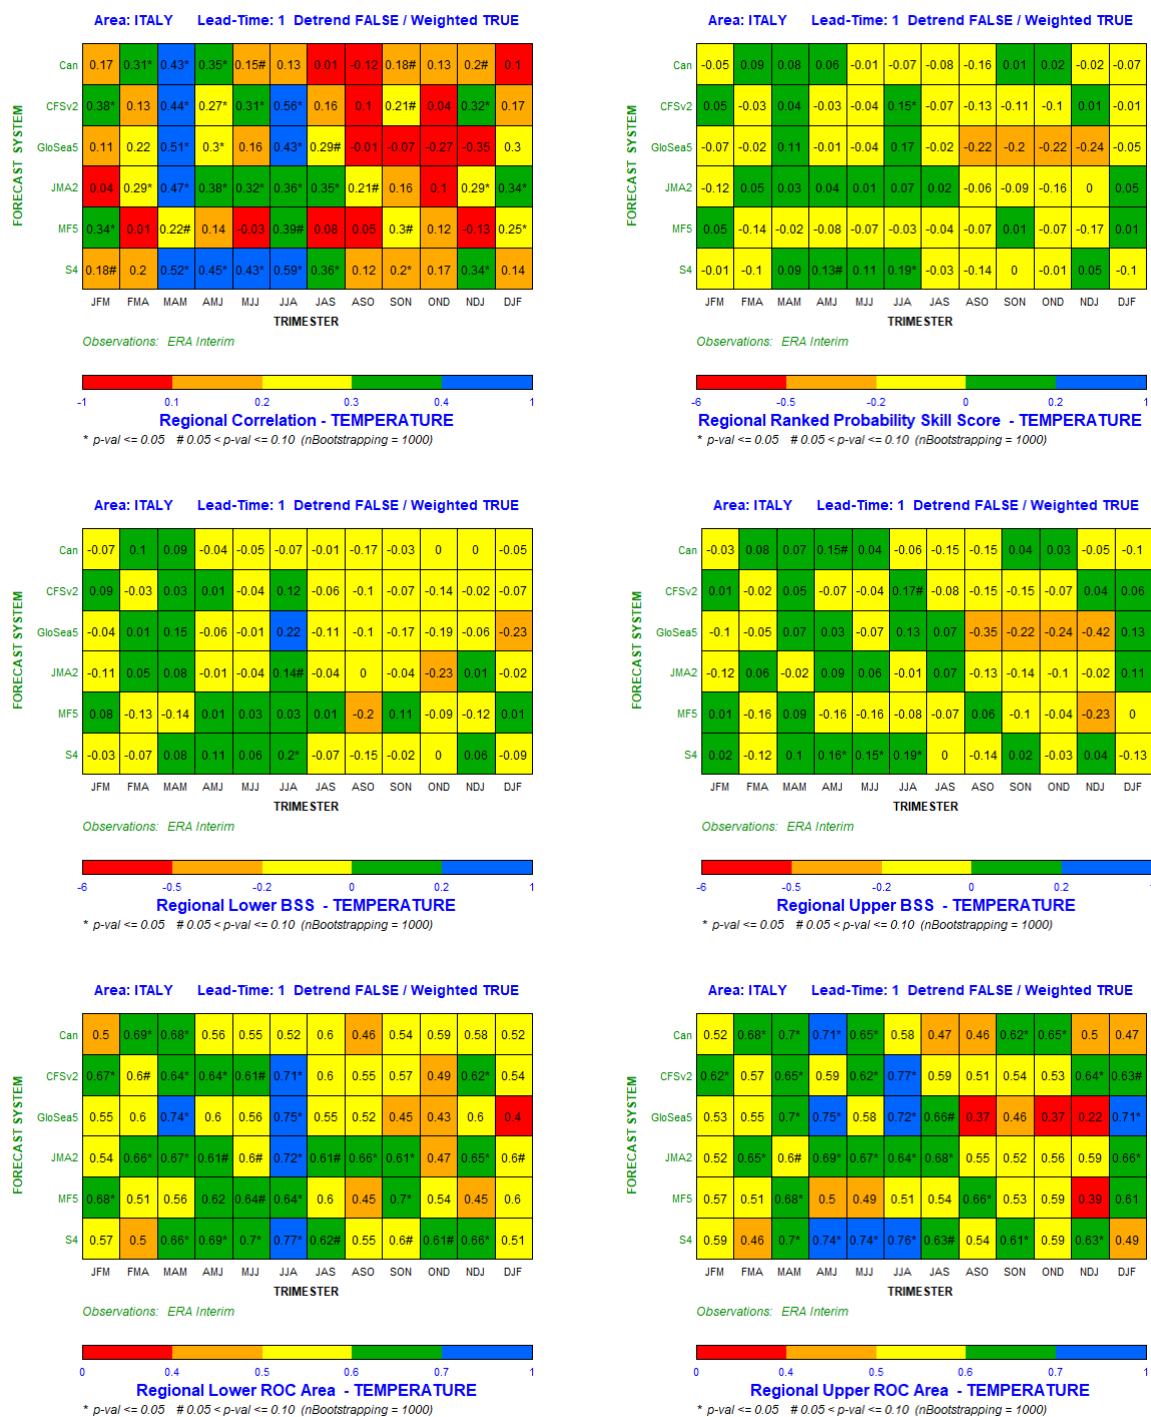 Area: ITALY Lead-Time: 1 Detrend FALSE / Weighted TRUE
FORECAST SYSTEM
Can 0.17 0.31* 0.43* 0.35* 0.15# 0.13 0.01 -0.12 0.18# 0.13 0.2# 0.1
CFSv2 0.38* 0.13 0.44* 0.27* 0.31* 0.56* 0.16 0.1 0.21# 0.04 0.32* 0.17
GloSea5 0.11 0.22 0.51* 0.3* 0.16 0.43* 0.29# -0.01 -0.07 -0.27 -0.35 0.3
JMA2 0.04 0.29* 0.47* 0.38* 0.32* 0.36* 0.35* 0.21# 0.16 0.1 0.29* 0.34*
MF5 0.34* 0.01 0.22# 0.14 -0.03 0.39# 0.08 0.05 0.3# 0.12 -0.13 0.25*
S4 0.18# 0.2 0.52* 0.45* 0.43* 0.59* 0.36* 0.12 0.2* 0.17 0.34* 0.14
JFM FMA MAM AMJ MJJ JJA JAS ASO SON OND NDJ DJF
TRIMESTER
Observations: ERA Interim
-1 0.1 0.2 0.3 0.4 1
Regional Correlation - TEMPERATURE
* p-val <= 0.05 # 0.05 < p-val <= 0.10 (nBootstrapping = 1000)
Area: ITALY Lead-Time: 1 Detrend FALSE / Weighted TRUE
FORECAST SYSTEM
Can -0.05 0.09 0.08 0.06 -0.01 -0.07 -0.08 -0.16 0.01 0.02 -0.02 -0.07
CFSv2 0.05 -0.03 0.04 -0.03 -0.04 0.15* -0.07 -0.13 -0.11 -0.1 0.01 -0.01
GloSea5 -0.07 -0.02 0.11 -0.01 -0.04 0.17 -0.02 -0.22 -0.2 -0.22 -0.24 -0.05
JMA2 -0.12 0.05 0.03 0.04 0.01 0.07 0.02 -0.06 -0.09 -0.16 0 0.05
MF5 0.05 -0.14 -0.02 -0.08 -0.07 -0.03 -0.04 -0.07 0.01 -0.07 -0.17 0.01
S4 -0.01 -0.1 0.09 0.13# 0.11 0.19* -0.03 -0.14 0 -0.01 0.05 -0.1
JFM FMA MAM AMJ MJJ JJA JAS ASO SON OND NDJ DJF
TRIMESTER
Observations: ERA Interim
-6 -0.5 -0.2 0 0.2 1
Regional Ranked Probability Skill Score - TEMPERATURE
* p-val <= 0.05 # 0.05 < p-val <= 0.10 (nBootstrapping = 1000)
Area: ITALY Lead-Time: 1 Detrend FALSE / Weighted TRUE
FORECAST SYSTEM
Can -0.07 0.1 0.09 -0.04 -0.05 -0.07 -0.01 -0.17 -0.03 0 0 -0.05
CFSv2 0.09 -0.03 0.03 0.01 -0.04 0.12 -0.06 -0.1 -0.07 -0.14 -0.02 -0.07
GloSea5 -0.04 0.01 0.15 -0.06 -0.01 0.22 -0.11 -0.1 -0.17 -0.19 -0.06 -0.23
JMA2 -0.11 0.05 0.08 -0.01 -0.04 0.14# -0.04 0 -0.04 -0.23 0.01 -0.02
MF5 0.08 -0.13 -0.14 0.01 0.03 0.03 0.01 -0.2 0.11 -0.09 -0.12 0.01
S4 -0.03 -0.07 0.08 0.11 0.06 0.2* -0.07 -0.15 -0.02 0 0.06 -0.09
JFM FMA MAM AMJ MJJ JJA JAS ASO SON OND NDJ DJF
TRIMESTER
Observations: ERA Interim
-6 -0.5 -0.2 0 0.2 1
Regional Lower BSS - TEMPERATURE
* p-val <= 0.05 # 0.05 < p-val <= 0.10 (nBootstrapping = 1000)
Area: ITALY Lead-Time: 1 Detrend FALSE / Weighted TRUE
FORECAST SYSTEM
Can -0.03 0.08 0.07 0.15# 0.04 -0.06 -0.15 -0.15 0.04 0.03 -0.05 -0.1
CFSv2 0.01 -0.02 0.05 -0.07 -0.04 0.17# -0.08 -0.15 -0.15 -0.07 0.04 0.06
GloSea5 -0.1 -0.05 0.07 0.03 -0.07 0.13 0.07 -0.35 -0.22 -0.24 -0.42 0.13
JMA2 -0.12 0.06 -0.02 0.09 0.06 -0.01 0.07 -0.13 -0.14 -0.1 -0.02 0.11
MF5 0.01 -0.16 0.09 -0.16 -0.16 -0.08 -0.07 0.06 -0.1 -0.04 -0.23 0
S4 0.02 -0.12 0.1 0.16* 0.15* 0.19* 0 -0.14 0.02 -0.03 0.04 -0.13
JFM FMA MAM AMJ MJJ JJA JAS ASO SON OND NDJ DJF
TRIMESTER
Observations: ERA Interim
-6 -0.5 -0.2 0 0.2 1
Regional Upper BSS - TEMPERATURE
* p-val <= 0.05 # 0.05 < p-val <= 0.10 (nBootstrapping = 1000)
Area: ITALY Lead-Time: 1 Detrend FALSE / Weighted TRUE
FORECAST SYSTEM
Can 0.5 0.69* 0.68* 0.56 0.55 0.52 0.6 0.46 0.54 0.59 0.58 0.52
CFSv2 0.67* 0.6# 0.64* 0.64* 0.61# 0.71* 0.6 0.55 0.57 0.49 0.62* 0.54
GloSea5 0.55 0.6 0.74* 0.6 0.56 0.75* 0.55 0.52 0.45 0.43 0.6 0.4
JMA2 0.54 0.66* 0.67* 0.61# 0.6# 0.72* 0.61# 0.66* 0.61* 0.47 0.65* 0.6#
MF5 0.68* 0.51 0.56 0.62 0.64# 0.64* 0.6 0.45 0.7* 0.54 0.45 0.6
S4 0.57 0.5 0.66* 0.69* 0.7* 0.77* 0.62# 0.55 0.6# 0.61# 0.66* 0.51
JFM FMA MAM AMJ MJJ JJA JAS ASO SON OND NDJ DJF
TRIMESTER
Observations: ERA Interim
0 0.4 0.5 0.6 0.7 1
Regional Lower ROC Area - TEMPERATURE
* p-val <= 0.05 # 0.05 < p-val <= 0.10 (nBootstrapping = 1000)
Area: ITALY Lead-Time: 1 Detrend FALSE / Weighted TRUE
FORECAST SYSTEM
Can 0.52 0.68* 0.7* 0.71* 0.65* 0.58 0.47 0.46 0.62* 0.65* 0.5 0.47
CFSv2 0.62* 0.57 0.65* 0.59 0.62* 0.77* 0.59 0.51 0.54 0.53 0.64* 0.63#
GloSea5 0.53 0.55 0.7* 0.75* 0.58 0.72* 0.66# 0.37 0.46 0.37 0.22 0.71*
JMA2 0.52 0.65* 0.6# 0.69* 0.67* 0.64* 0.68* 0.55 0.52 0.56 0.59 0.66*
MF5 0.57 0.51 0.68* 0.5 0.49 0.51 0.54 0.66* 0.53 0.59 0.39 0.61
S4 0.59 0.46 0.7* 0.74* 0.74* 0.76* 0.63# 0.54 0.61* 0.59 0.63* 0.49
JFM FMA MAM AMJ MJJ JJA JAS ASO SON OND NDJ DJF
TRIMESTER
Observations: ERA Interim
0 0.4 0.5 0.6 0.7 1
Regional Upper ROC Area - TEMPERATURE
* p-val <= 0.05 # 0.05 < p-val <= 0.10 (nBootstrapping = 1000)